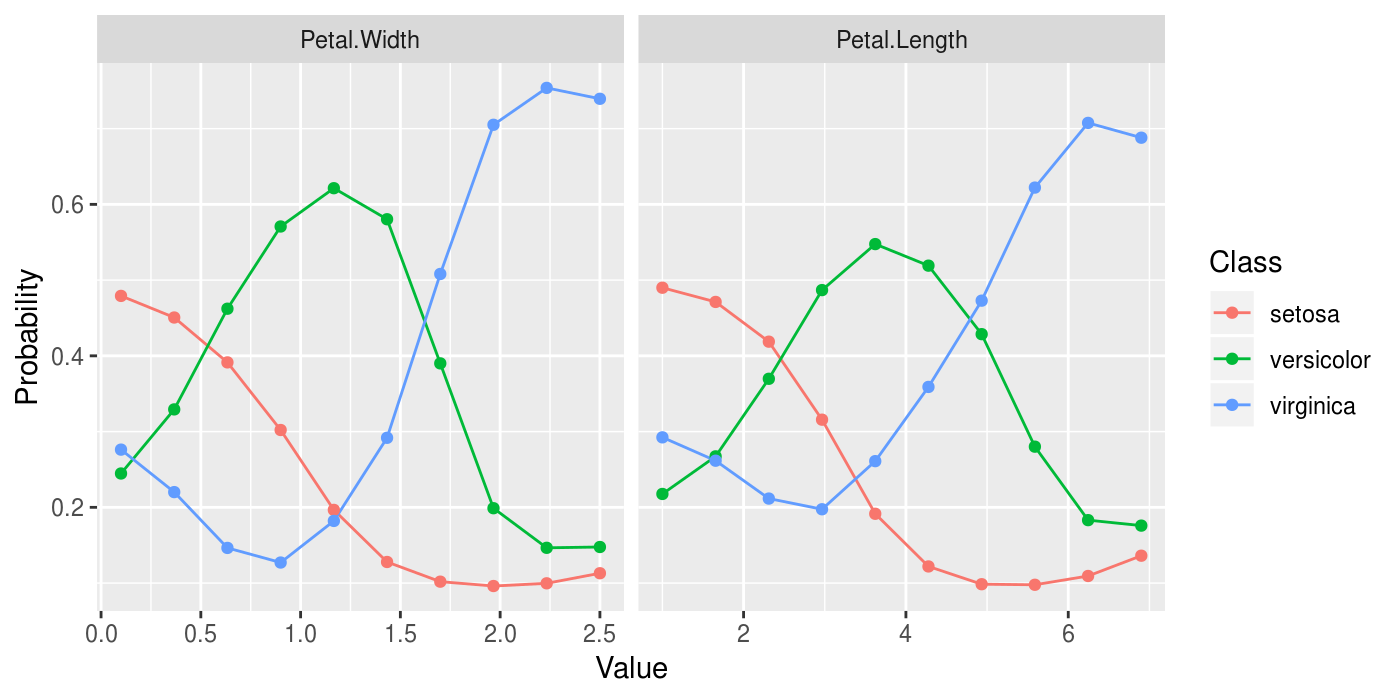 Petal.Width
Petal.Length
Probability
0.6
0.4
0.2
0.0 0.5 1.0 1.5 2.0 2.5
2 4 6
Value
Class
setosa
versicolor
virginica